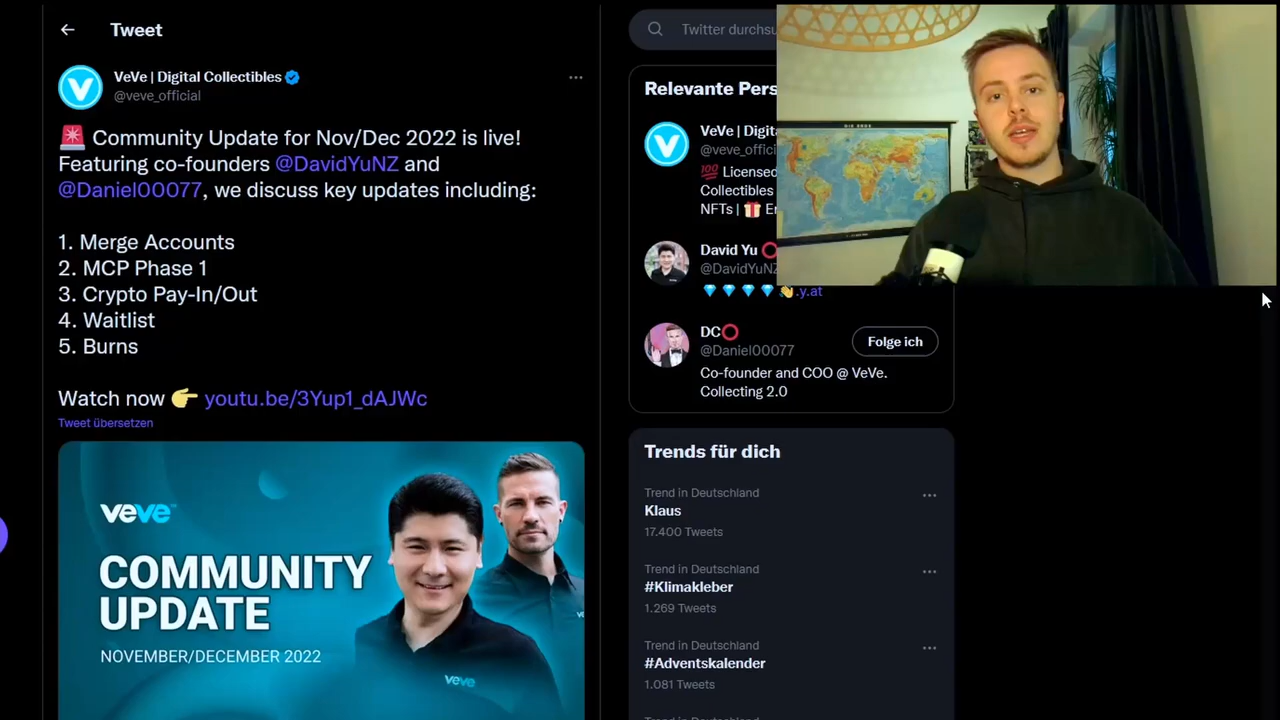 Tweet
VeVe | Digital Collectibles
@veve_official
🚨 Community Update for Nov/Dec 2022 is live!
Featuring co-founders @DavidYuNZ and
@Daniel00077, we discuss key updates including:
1. Merge Accounts
2. MCP Phase 1
3. Crypto Pay-In/Out
4. Waitlist
5. Burns
Watch now 👉 youtu.be/3Yup1_dAJWc
Tweet übersetzen
veve
COMMUNITY
UPDATE
NOVEMBER/DECEMBER 2022
veve
Twitter
Relevante
VeVe |
💯 Licensed
Collectibles
NFTs | 🎁
David Yu ⭕
@DavidYuNZ
💎 💎 💎 💎 👋.y.at
DC⭕
@Daniel00077
Folge ich
Co-founder and COO @ VeVe.
Collecting 2.0
Trends für dich
Trend in Deutschland
Klaus
17.400 Tweets
Trend in Deutschland
#Klimakleber
1.269 Tweets
Trend in Deutschland
#Adventskalender
1.081 Tweets